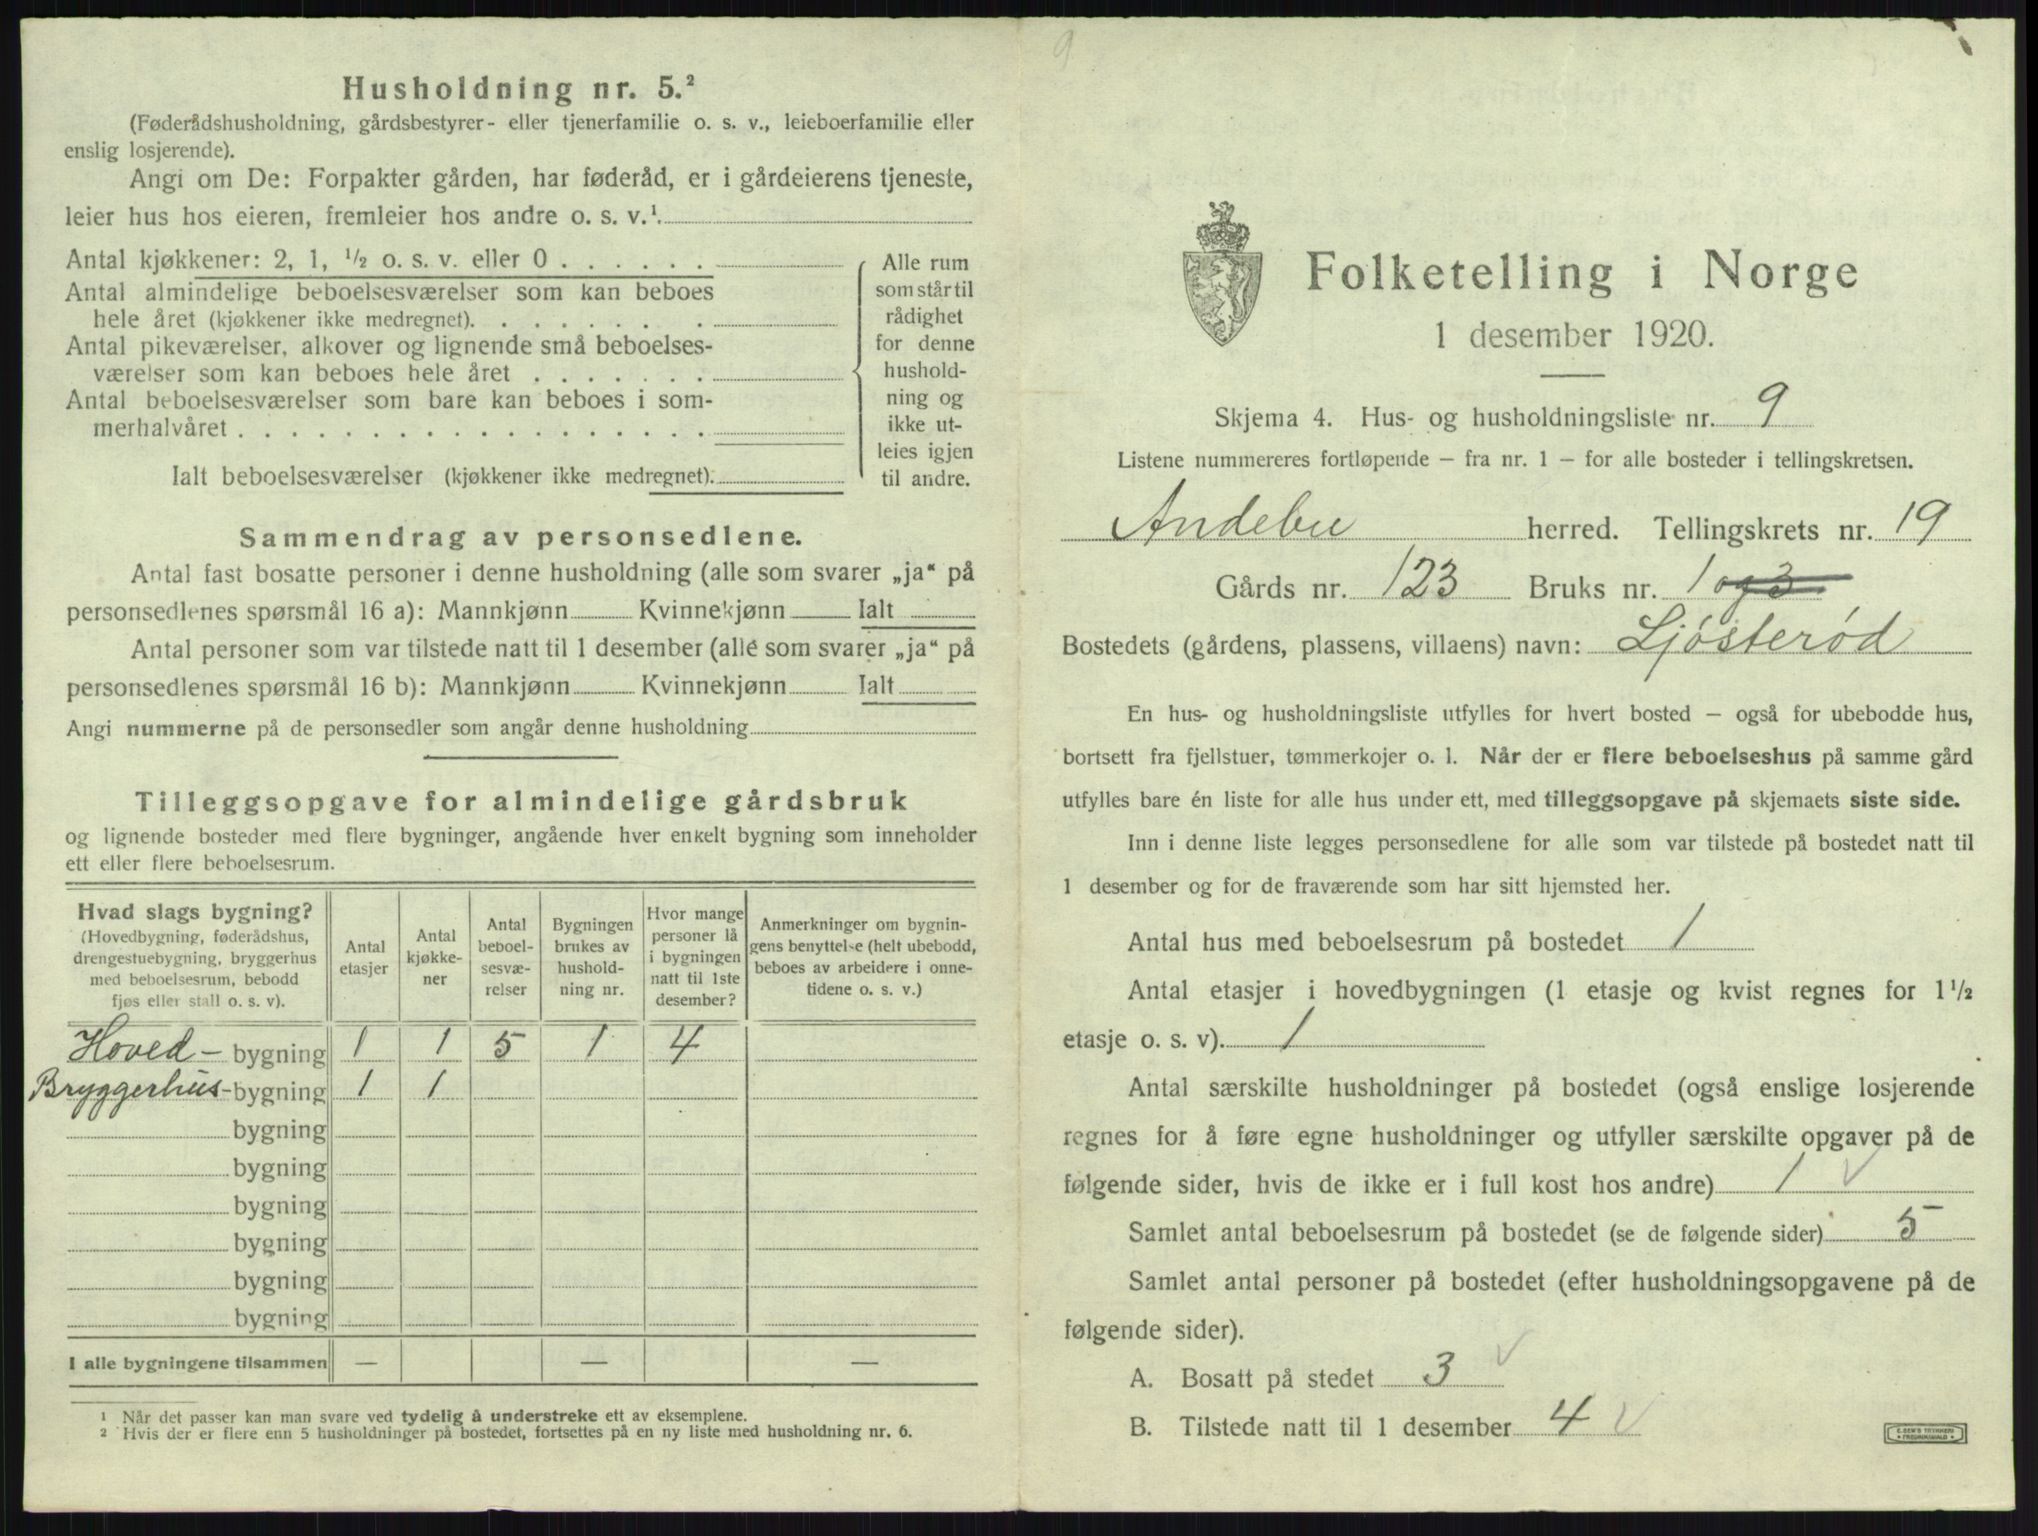 Husholdning nr. 5.²
(Føderådshusholdning, gårdsbestyrer- eller tjenerfamilie o. s. v., leieboerfamilie eller
enslig losjerende).
Angi om De: Forpakter gården, har føderåd, er i gårdeierens tjeneste,
leier hus hos eieren, fremleier hos andre o. s. v.¹.
Antal kjøkkener: 2, 1, ½ o. s. v. eller 0 . . . . . .
Antal almindelige beboelsesværelser som kan beboes
hele året (kjøkkener ikke medregnet). . . . . . .
Antal pikeværelser, alkover og lignende små beboelses-
værelser som kan beboes hele året . . . . . . .
Antal beboelsesværelser som bare kan beboes i som-
merhalvåret . . . . . . . . . . . . . . . . . .
Ialt beboelsesværelser (kjøkkener ikke medregnet).
Alle rum
som står til
rådighet
for denne
hushold-
ning og
ikke ut-
leies igjen
til andre.
Sammendrag av personsedlene.
Antal fast bosatte personer i denne husholdning (alle som svarer „ja“ på
personsedlenes spørsmål 16 a): Mannkjønn Kvinnekjønn Ialt
Antal personer som var tilstede natt til 1 desember (alle som svarer „ja“ på
personsedlenes spørsmål 16 b): Mannkjønn Kvinnekjønn Ialt
Angi nummerne på de personsedler som angår denne husholdning
Tilleggsopgave for almindelige gårdsbruk
og lignende bosteder med flere bygninger, angående hver enkelt bygning som inneholder
ett eller flere beboelsesrum.
Hvad slags bygning?
(Hovedbygning, føderådshus,
drengestuebygning, bryggerhus
med beboelsesrum, bebodd
fjøs eller stall o. s. v).
Antal
etasjer
Antal
kjøkke-
ner
Antal
beboel-
sesvæ-
relser
Bygningen
brukes av
hushold-
ning nr.
Hvor mange
personer lå
i bygningen
natt til 1ste
desember?
Anmerkninger om bygnin-
gens benyttelse (helt ubebodd,
beboes av arbeidere i onne-
tidene o. s. v.)
Hoved- bygning 1 1 5 1 4
Bryggerhus- bygning 1 1
bygning
bygning
bygning
bygning
bygning
bygning
I alle bygningene tilsammen — — —
¹ Når det passer kan man svare ved tydelig å understreke ett av eksemplene.
² Hvis der er flere enn 5 husholdninger på bostedet, fortsettes på en ny liste med husholdning nr. 6.
9
Folketelling i Norge
1 desember 1920.
Skjema 4. Hus- og husholdningsliste nr. 9
Listene nummereres fortløpende – fra nr. 1 – for alle bosteder i tellingskretsen.
Andebu herred. Tellingskrets nr. 19
Gårds nr. 123 Bruks nr. 1 og 3
Bostedets (gårdens, plassens, villaens) navn: Ljøsterød
En hus- og husholdningsliste utfylles for hvert bosted – også for ubebodde hus,
bortsett fra fjellstuer, tømmerkojer o. l. Når der er flere beboelseshus på samme gård
utfylles bare én liste for alle hus under ett, med tilleggsopgave på skjemaets siste side.
Inn i denne liste legges personsedlene for alle som var tilstede på bostedet natt til
1 desember og for de fraværende som har sitt hjemsted her.
Antal hus med beboelsesrum på bostedet 1
Antal etasjer i hovedbygningen (1 etasje og kvist regnes for 1½
etasje o. s. v). 1
Antal særskilte husholdninger på bostedet (også enslige losjerende
regnes for å føre egne husholdninger og utfyller særskilte opgaver på de
følgende sider, hvis de ikke er i full kost hos andre) 1 ✓
Samlet antal beboelsesrum på bostedet (se de følgende sider) 5
Samlet antal personer på bostedet (efter husholdningsopgavene på de
følgende sider).
A. Bosatt på stedet 3 ✓
B. Tilstede natt til 1 desember 4 ✓